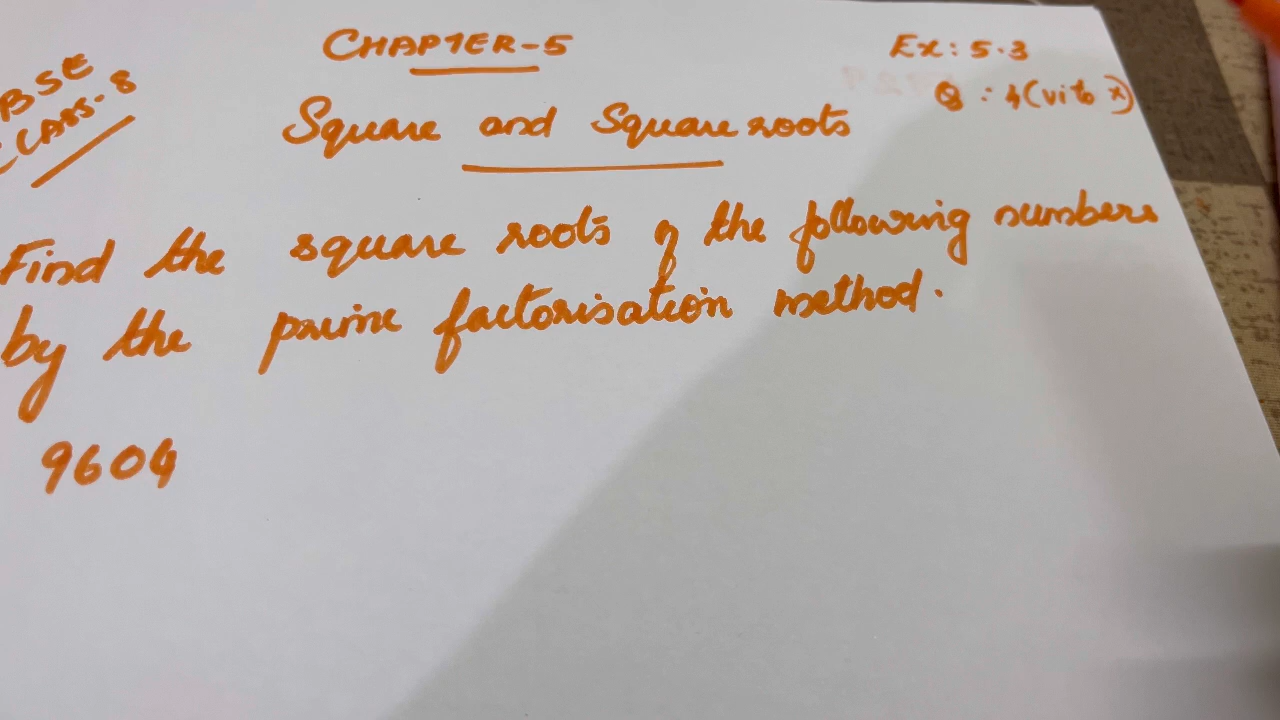 CHAPTER-5
Ex: 5.3
BSE
CLASS-8
Q: 4(vi to x)
Square and Square roots
Find the square roots of the following numbers
by the prime factorisation method.
9604